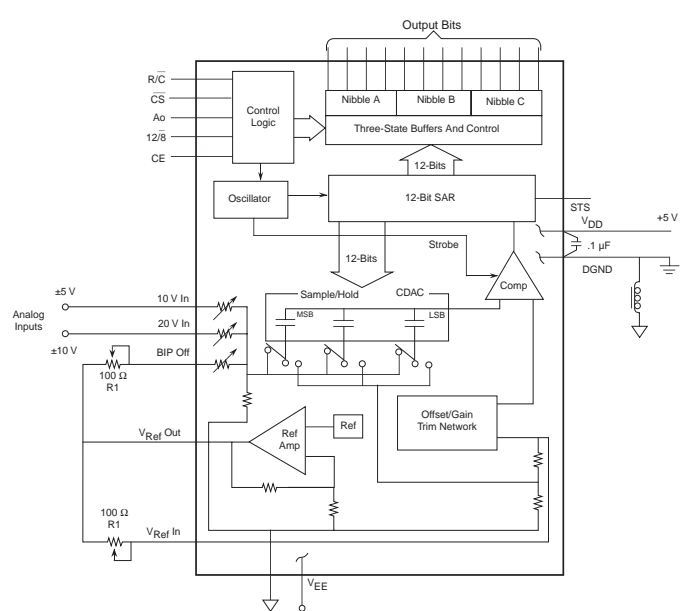 Output Bits
R/C̅
C̅S̅
Ao
12/8̅
CE
Control
Logic
Nibble A
Nibble B
Nibble C
Three-State Buffers And Control
12-Bits
Oscillator
12-Bit SAR
STS
VDD
+5 V
.1 µF
DGND
Strobe
12-Bits
Comp
±5 V
10 V In
Sample/Hold
CDAC
MSB
LSB
Analog
Inputs
20 V In
±10 V
BIP Off
100 Ω
R1
Offset/Gain
Trim Network
VRef Out
Ref
Amp
Ref
100 Ω
R1
VRef In
VEE